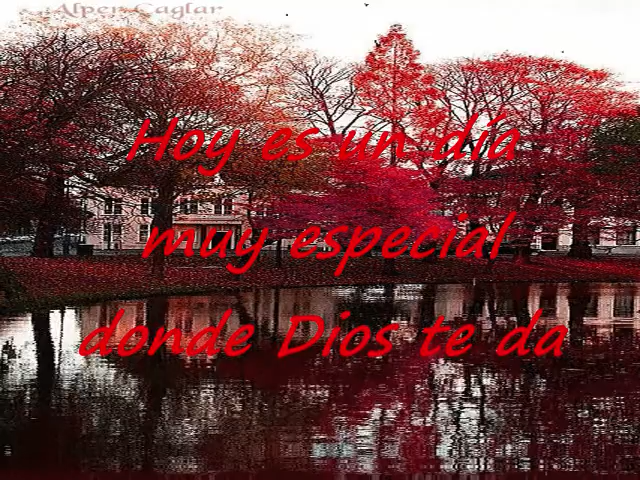 Alper Caglar
Hoy es un día
muy especial
donde Dios te da